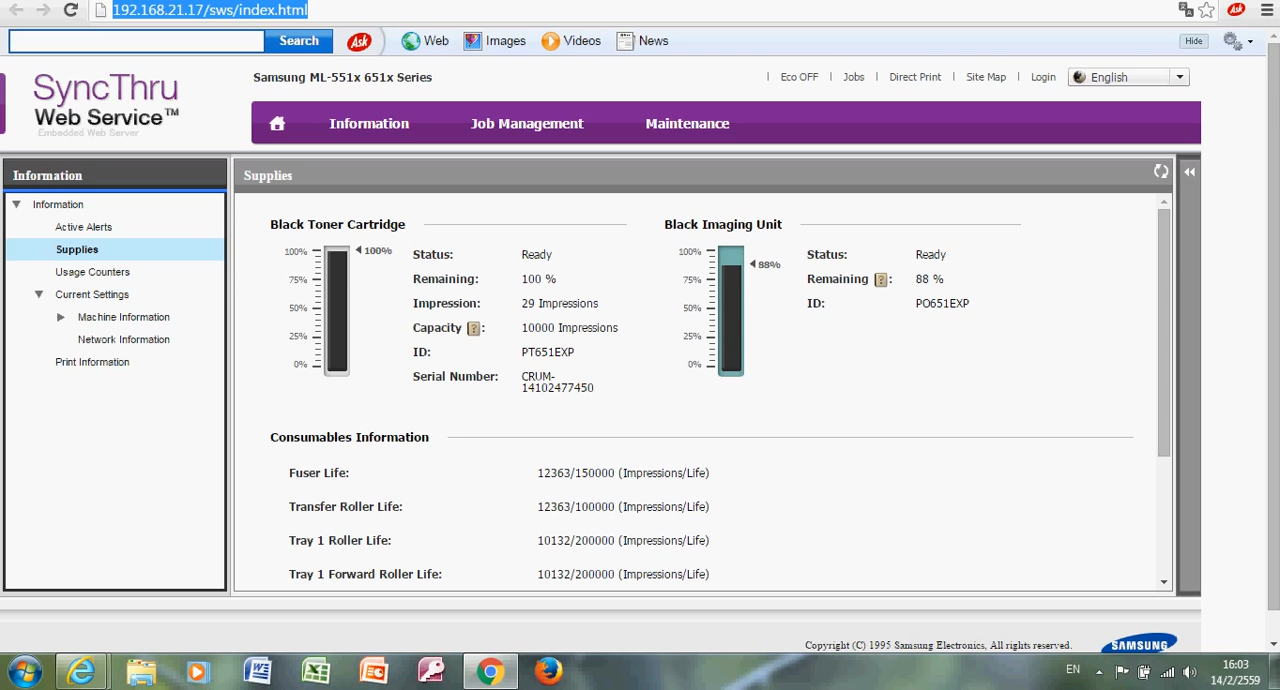 192.168.21.17/sws/index.html
Search Ask Web Images Videos News Hide
Samsung ML-551x 651x Series
Eco OFF | Jobs | Direct Print | Site Map | Login English
SyncThru
Web Service™
Embedded Web Server
Information Job Management Maintenance
Information
Information
Active Alerts
Supplies
Usage Counters
Current Settings
Machine Information
Network Information
Print Information
Supplies
Black Toner Cartridge
100%
75%
50%
25%
0%
100%
Status: Ready
Remaining: 100 %
Impression: 29 Impressions
Capacity ?: 10000 Impressions
ID: PT651EXP
Serial Number: CRUM-
14102477450
Black Imaging Unit
100%
75%
50%
25%
0%
88%
Status: Ready
Remaining ?: 88 %
ID: PO651EXP
Consumables Information
Fuser Life: 12363/150000 (Impressions/Life)
Transfer Roller Life: 12363/100000 (Impressions/Life)
Tray 1 Roller Life: 10132/200000 (Impressions/Life)
Tray 1 Forward Roller Life: 10132/200000 (Impressions/Life)
Copyright (C) 1995 Samsung Electronics, All rights reserved. SAMSUNG
EN 16:03
14/2/2559